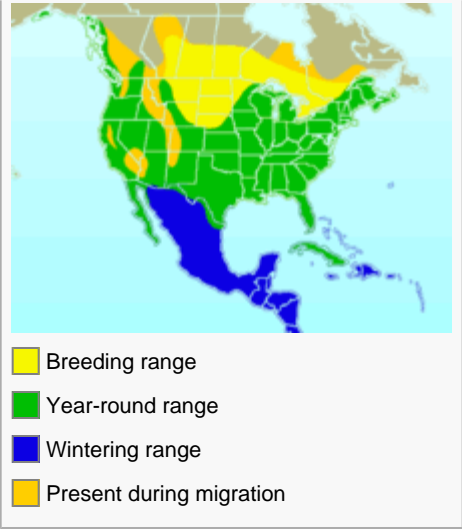 Breeding range
Year-round range
Wintering range
Present during migration